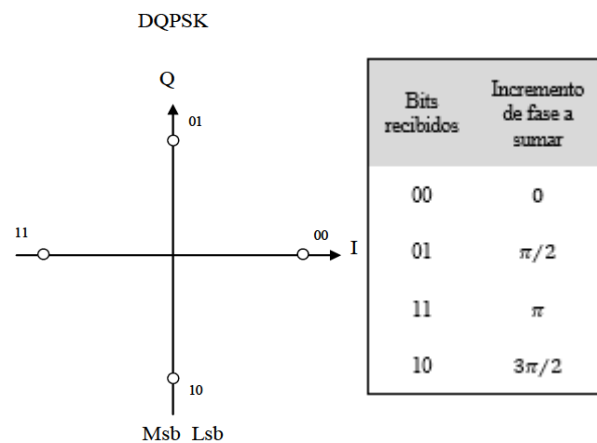 DQPSK
Q
01
11
00
I
10
Msb Lsb
Bits
recibidos
Incremento
de fase a
sumar
00 0
01 π/2
11 π
10 3π/2